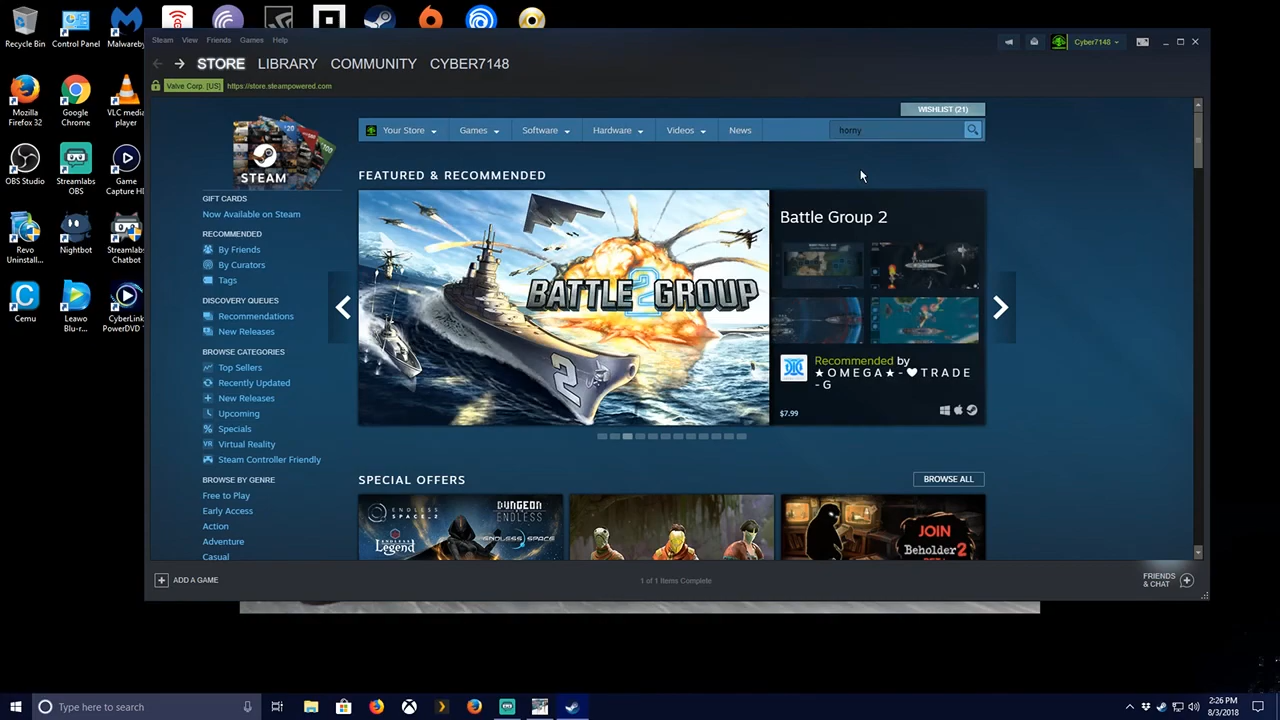 Steam View Friends Games Help
Cyber7148
STORE LIBRARY COMMUNITY CYBER7148
Valve Corp. [US] https://store.steampowered.com
WISHLIST (21)
Your Store Games Software Hardware Videos News horny
STEAM
FEATURED & RECOMMENDED
GIFT CARDS
Now Available on Steam
RECOMMENDED
By Friends
By Curators
Tags
DISCOVERY QUEUES
Recommendations
New Releases
BROWSE CATEGORIES
Top Sellers
Recently Updated
New Releases
Upcoming
Specials
VR Virtual Reality
Steam Controller Friendly
BROWSE BY GENRE
Free to Play
Early Access
Action
Adventure
Casual
BATTLE 2 GROUP
2
Battle Group 2
Recommended by
★OMEGA★-♥TRADE
-G
$7.99
SPECIAL OFFERS
BROWSE ALL
ENDLESS SPACE 2
DUNGEON OF THE ENDLESS
ENDLESS Legend
ENDLESS SPACE
JOIN
Beholder2
ADD A GAME
1 of 1 Items Complete
FRIENDS
& CHAT
Recycle Bin
Control Panel
Malwareby
Mozilla
Firefox 32
Google
Chrome
VLC media
player
OBS Studio
Streamlabs
OBS
Game
Capture H
Revo
Uninstall...
Nightbot
Streamlabs
Chatbot
Cemu
Leawo
Blu-r...
CyberLink
PowerDVD
Type here to search
2:26 PM
8/3/2018